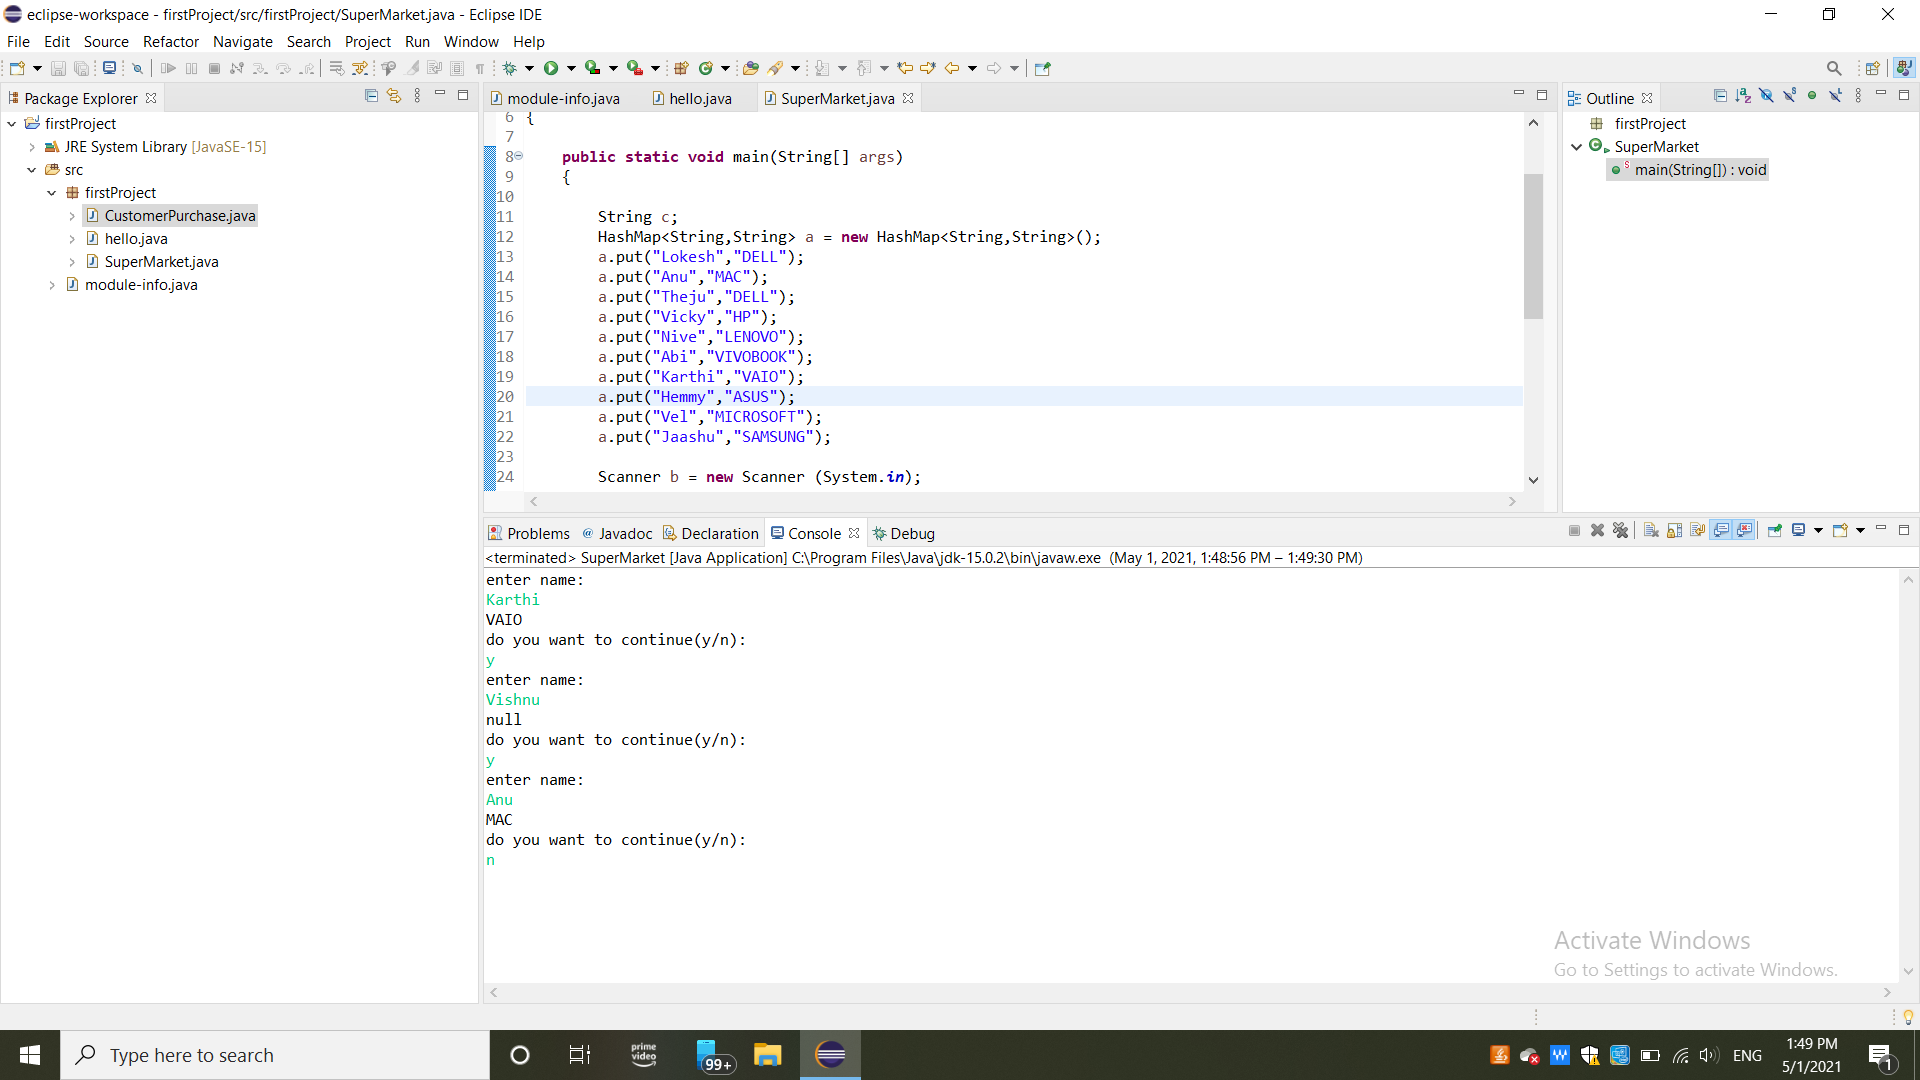 eclipse-workspace - firstProject/src/firstProject/SuperMarket.java - Eclipse IDE
File Edit Source Refactor Navigate Search Project Run Window Help
Package Explorer
module-info.java hello.java SuperMarket.java
Outline
firstProject
JRE System Library [JavaSE-15]
src
firstProject
CustomerPurchase.java
hello.java
SuperMarket.java
module-info.java
6 {
7
8 public static void main(String[] args)
9 {
10
11 String c;
12 HashMap<String,String> a = new HashMap<String,String>();
13 a.put("Lokesh","DELL");
14 a.put("Anu","MAC");
15 a.put("Theju","DELL");
16 a.put("Vicky","HP");
17 a.put("Nive","LENOVO");
18 a.put("Abi","VIVOBOOK");
19 a.put("Karthi","VAIO");
20 a.put("Hemmy","ASUS");
21 a.put("Vel","MICROSOFT");
22 a.put("Jaashu","SAMSUNG");
23
24 Scanner b = new Scanner (System.in);
firstProject
SuperMarket
main(String[]) : void
Problems @ Javadoc Declaration Console Debug
<terminated> SuperMarket [Java Application] C:\Program Files\Java\jdk-15.0.2\bin\javaw.exe (May 1, 2021, 1:48:56 PM – 1:49:30 PM)
enter name:
Karthi
VAIO
do you want to continue(y/n):
y
enter name:
Vishnu
null
do you want to continue(y/n):
y
enter name:
Anu
MAC
do you want to continue(y/n):
n
Activate Windows
Go to Settings to activate Windows.
Type here to search
prime video
99+
ENG
1:49 PM
5/1/2021
1